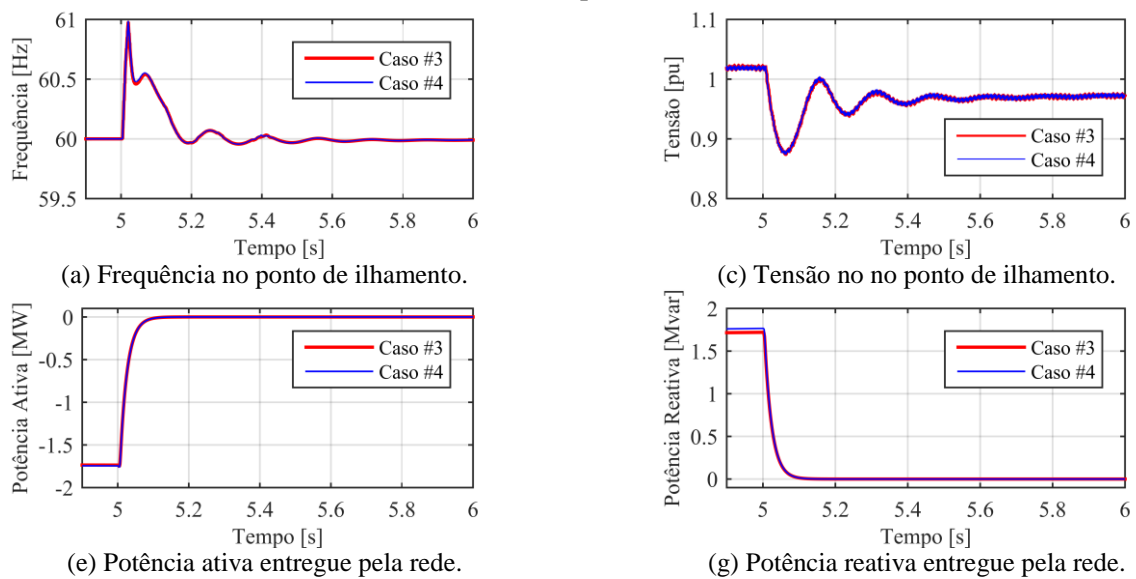 61
60.5
60
59.5
Frequência [Hz]
Caso #3
Caso #4
5
5.2
5.4
5.6
5.8
6
Tempo [s]
(a) Frequência no ponto de ilhamento.
1.1
1
0.9
0.8
Tensão [pu]
Caso #3
Caso #4
5
5.2
5.4
5.6
5.8
6
Tempo [s]
(c) Tensão no no ponto de ilhamento.
0
-0.5
-1
-1.5
-2
Potência Ativa [MW]
Caso #3
Caso #4
5
5.2
5.4
5.6
5.8
6
Tempo [s]
(e) Potência ativa entregue pela rede.
2
1.5
1
0.5
0
Potência Reativa [Mvar]
Caso #3
Caso #4
5
5.2
5.4
5.6
5.8
6
Tempo [s]
(g) Potência reativa entregue pela rede.